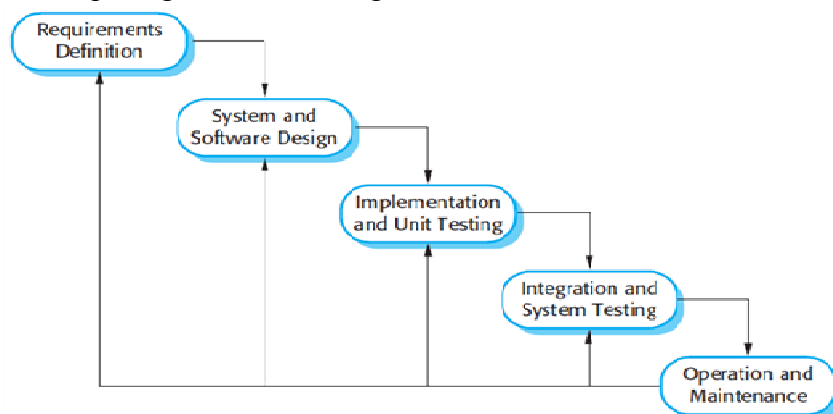 Requirements
Definition
System and
Software Design
Implementation
and Unit Testing
Integration and
System Testing
Operation and
Maintenance